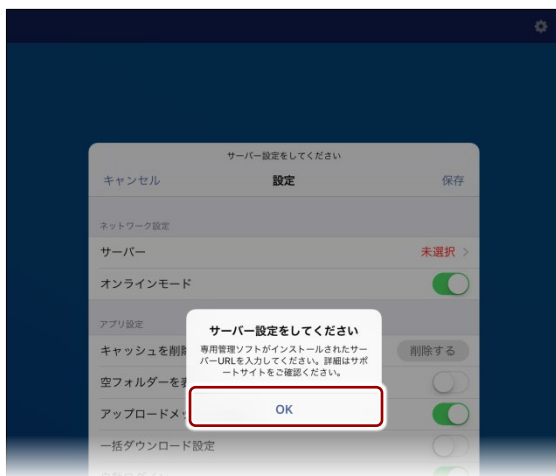 サーバー設定をしてください
キャンセル 設定 保存
ネットワーク設定
サーバー 未選択
オンラインモード
アプリ設定
サーバー設定をしてください
専用管理ソフトがインストールされたサー
バーURLを入力してください。詳細はサポ
ートサイトをご確認ください。
OK
キャッシュを削除 削除する
空フォルダーを表
アップロードメッ
一括ダウンロード設定